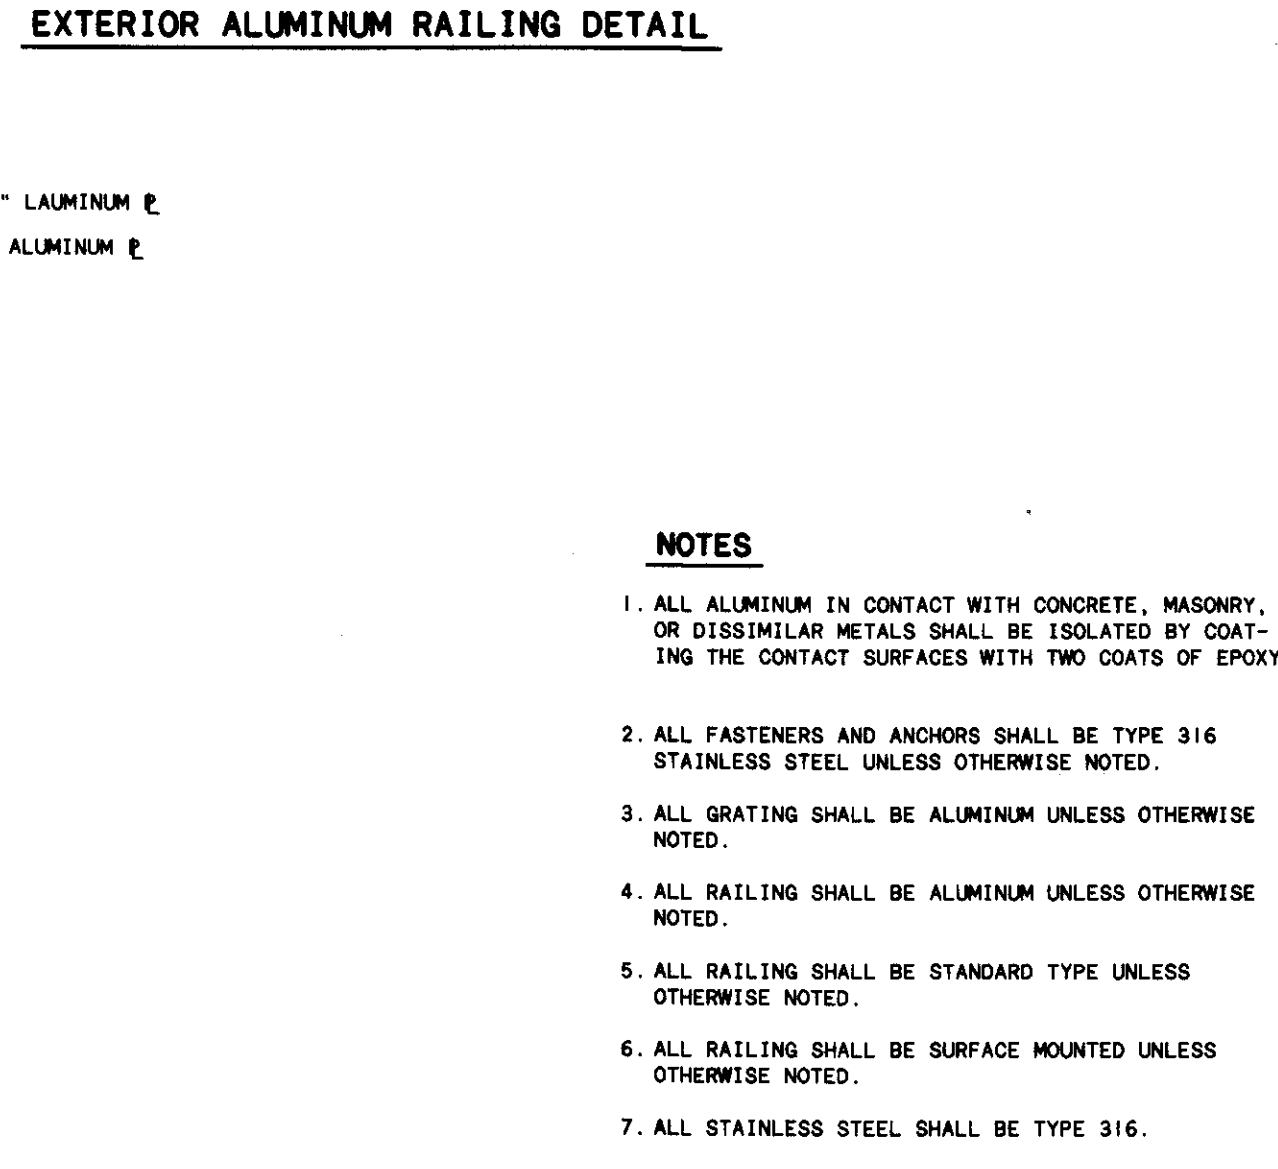 EXTERIOR ALUMINUM RAILING DETAIL
" LAUMINUM ⅊
ALUMINUM ⅊
NOTES
1. ALL ALUMINUM IN CONTACT WITH CONCRETE, MASONRY,
OR DISSIMILAR METALS SHALL BE ISOLATED BY COAT-
ING THE CONTACT SURFACES WITH TWO COATS OF EPOXY
2. ALL FASTENERS AND ANCHORS SHALL BE TYPE 316
STAINLESS STEEL UNLESS OTHERWISE NOTED.
3. ALL GRATING SHALL BE ALUMINUM UNLESS OTHERWISE
NOTED.
4. ALL RAILING SHALL BE ALUMINUM UNLESS OTHERWISE
NOTED.
5. ALL RAILING SHALL BE STANDARD TYPE UNLESS
OTHERWISE NOTED.
6. ALL RAILING SHALL BE SURFACE MOUNTED UNLESS
OTHERWISE NOTED.
7. ALL STAINLESS STEEL SHALL BE TYPE 316.